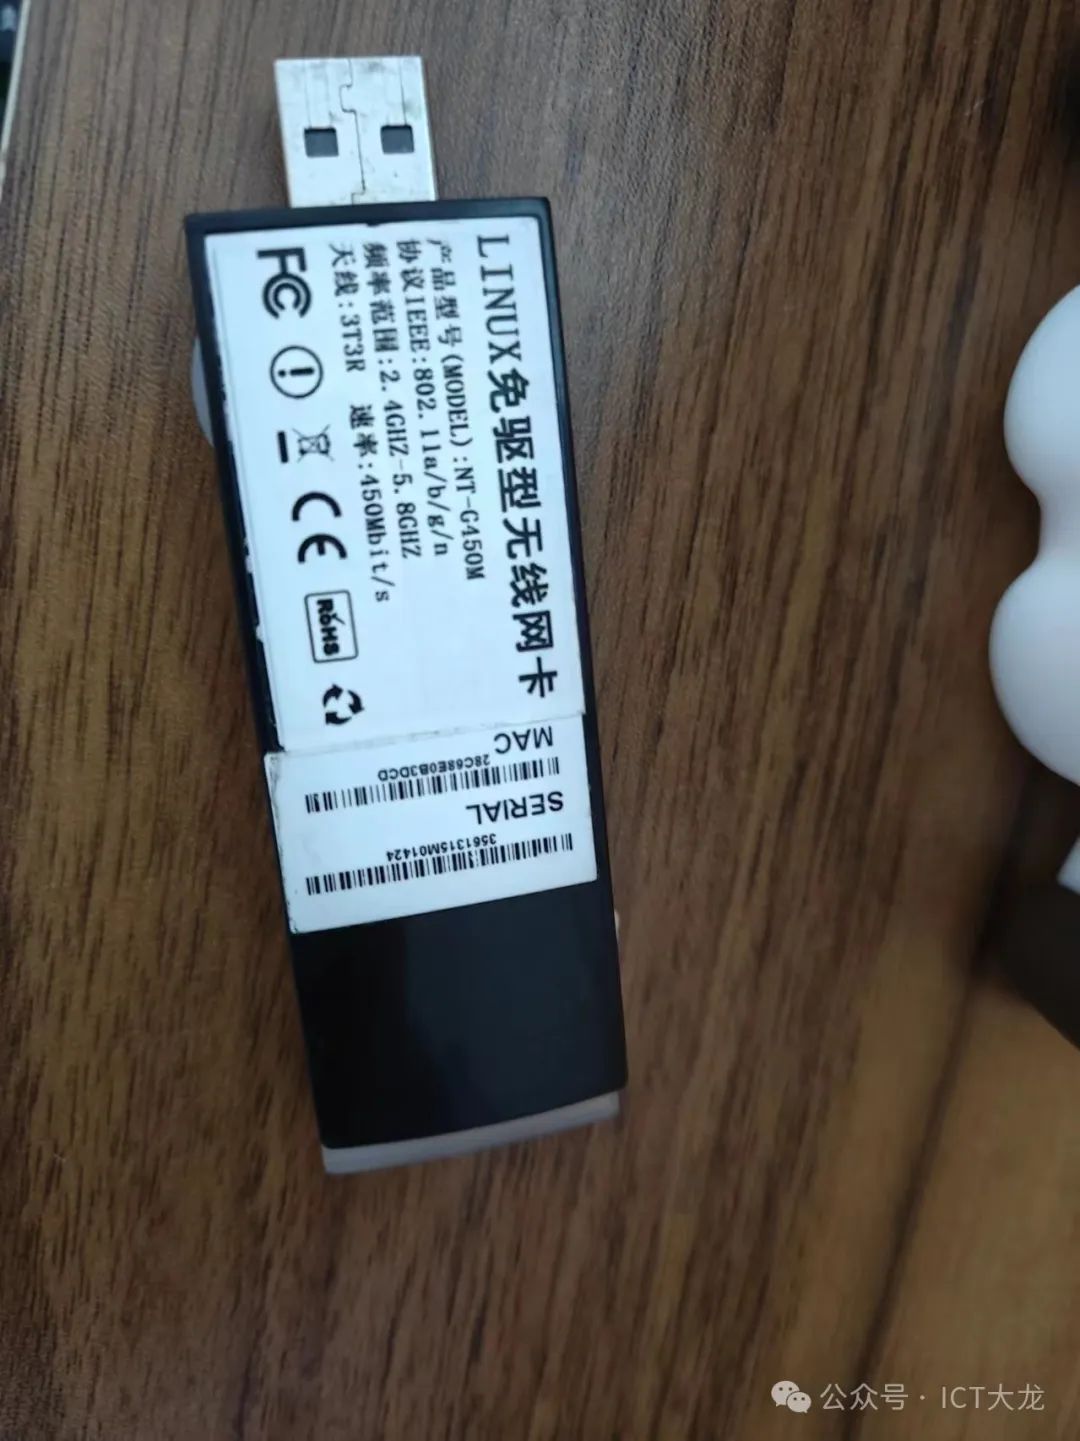 LINUX免驱型无线网卡
产品型号(MODEL):NT-G450M
协议IEEE:802.11a/b/g/n
频率范围:2.4GHZ-5.8GHZ
天线:3T3R 速率:450Mbit/s
FC CE RoHS
MAC
28C68E0B3DCD
SERIAL
3561315M01424
公众号·ICT大龙